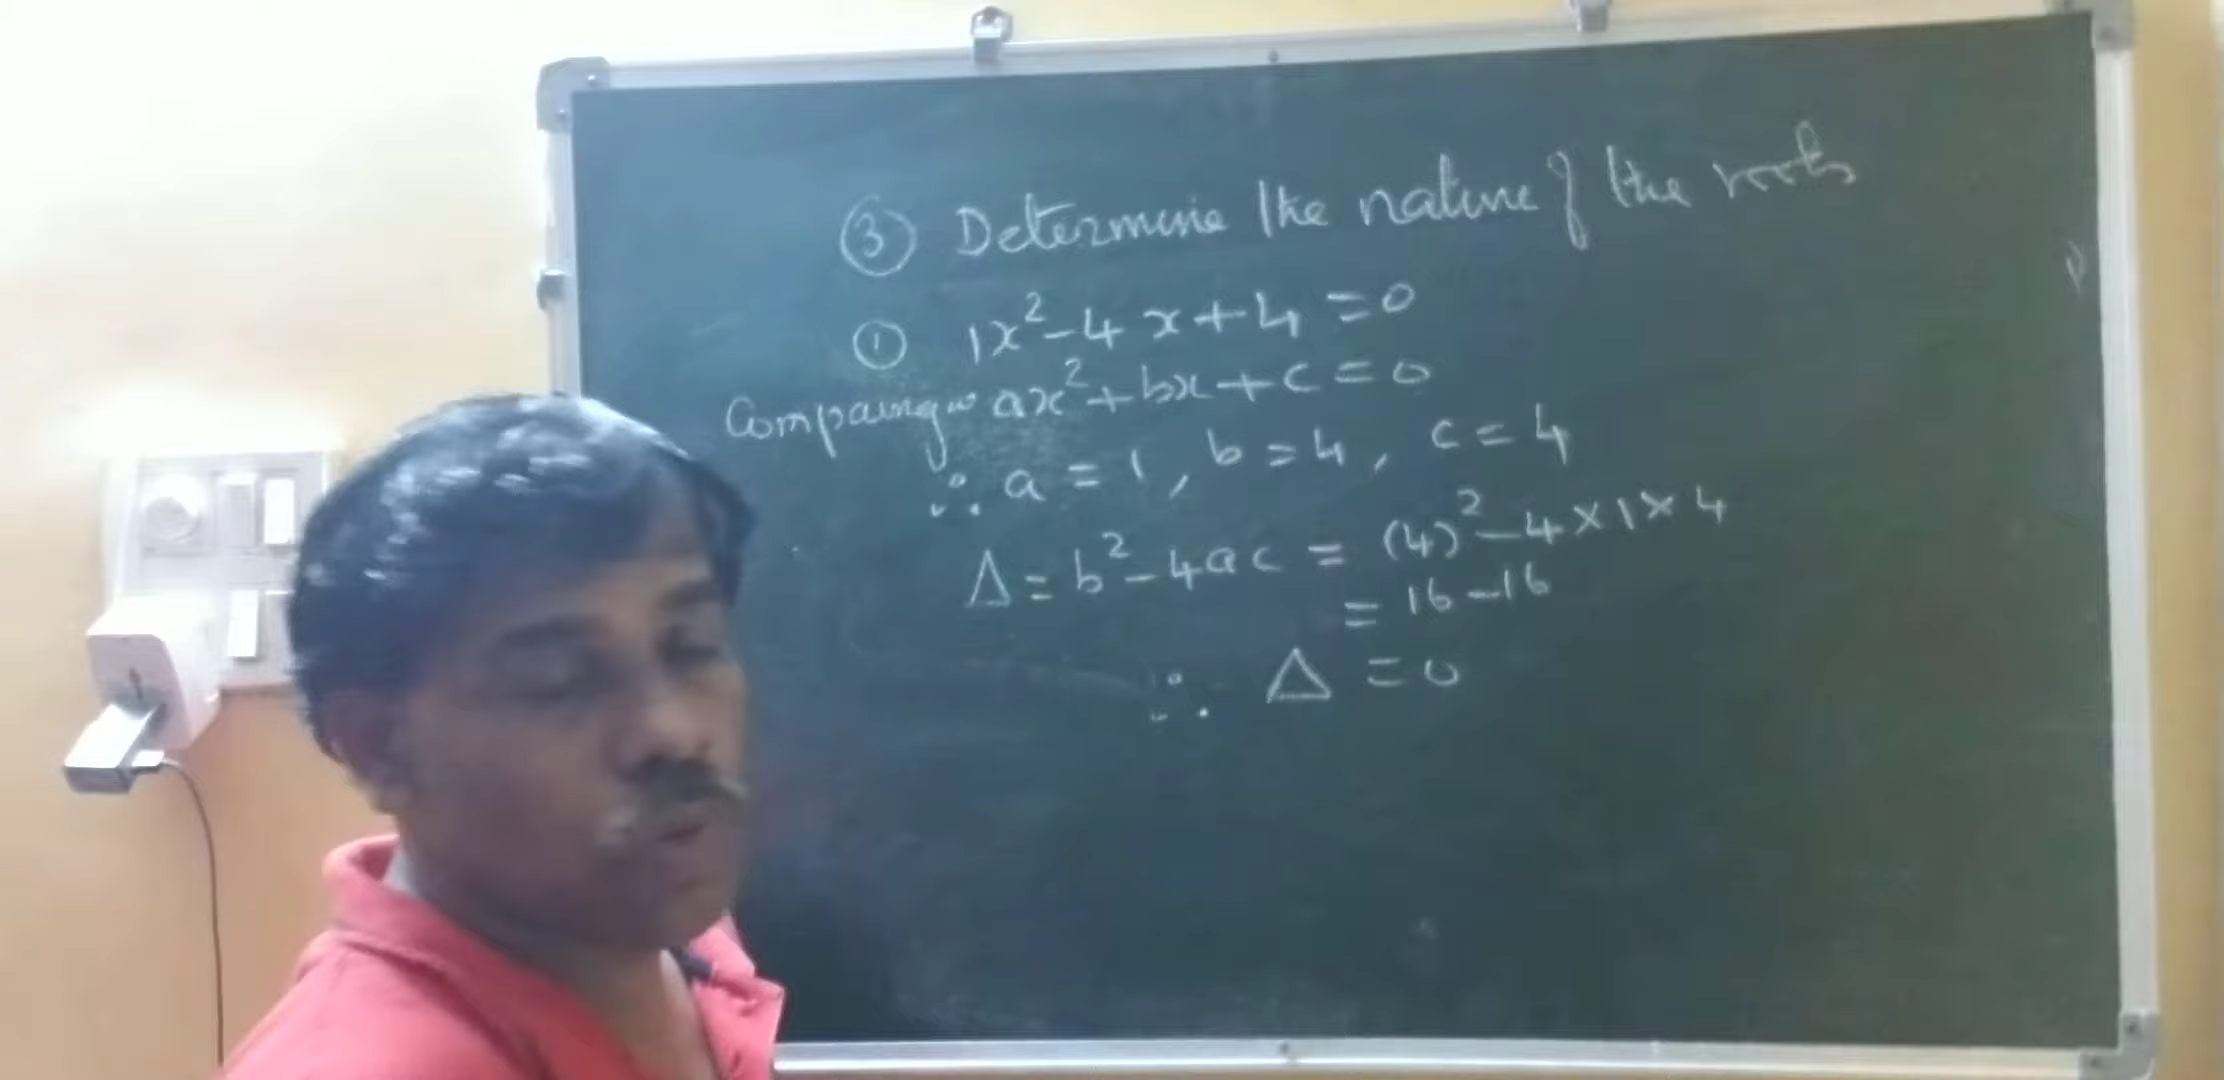 ③ Determine the nature of the roots
① 1x² - 4x + 4 = 0
Comparing w ax² + bx + c = 0
∴ a = 1, b = 4, c = 4
Δ = b² - 4ac = (4)² - 4 × 1 × 4
= 16 - 16
∴ Δ = 0